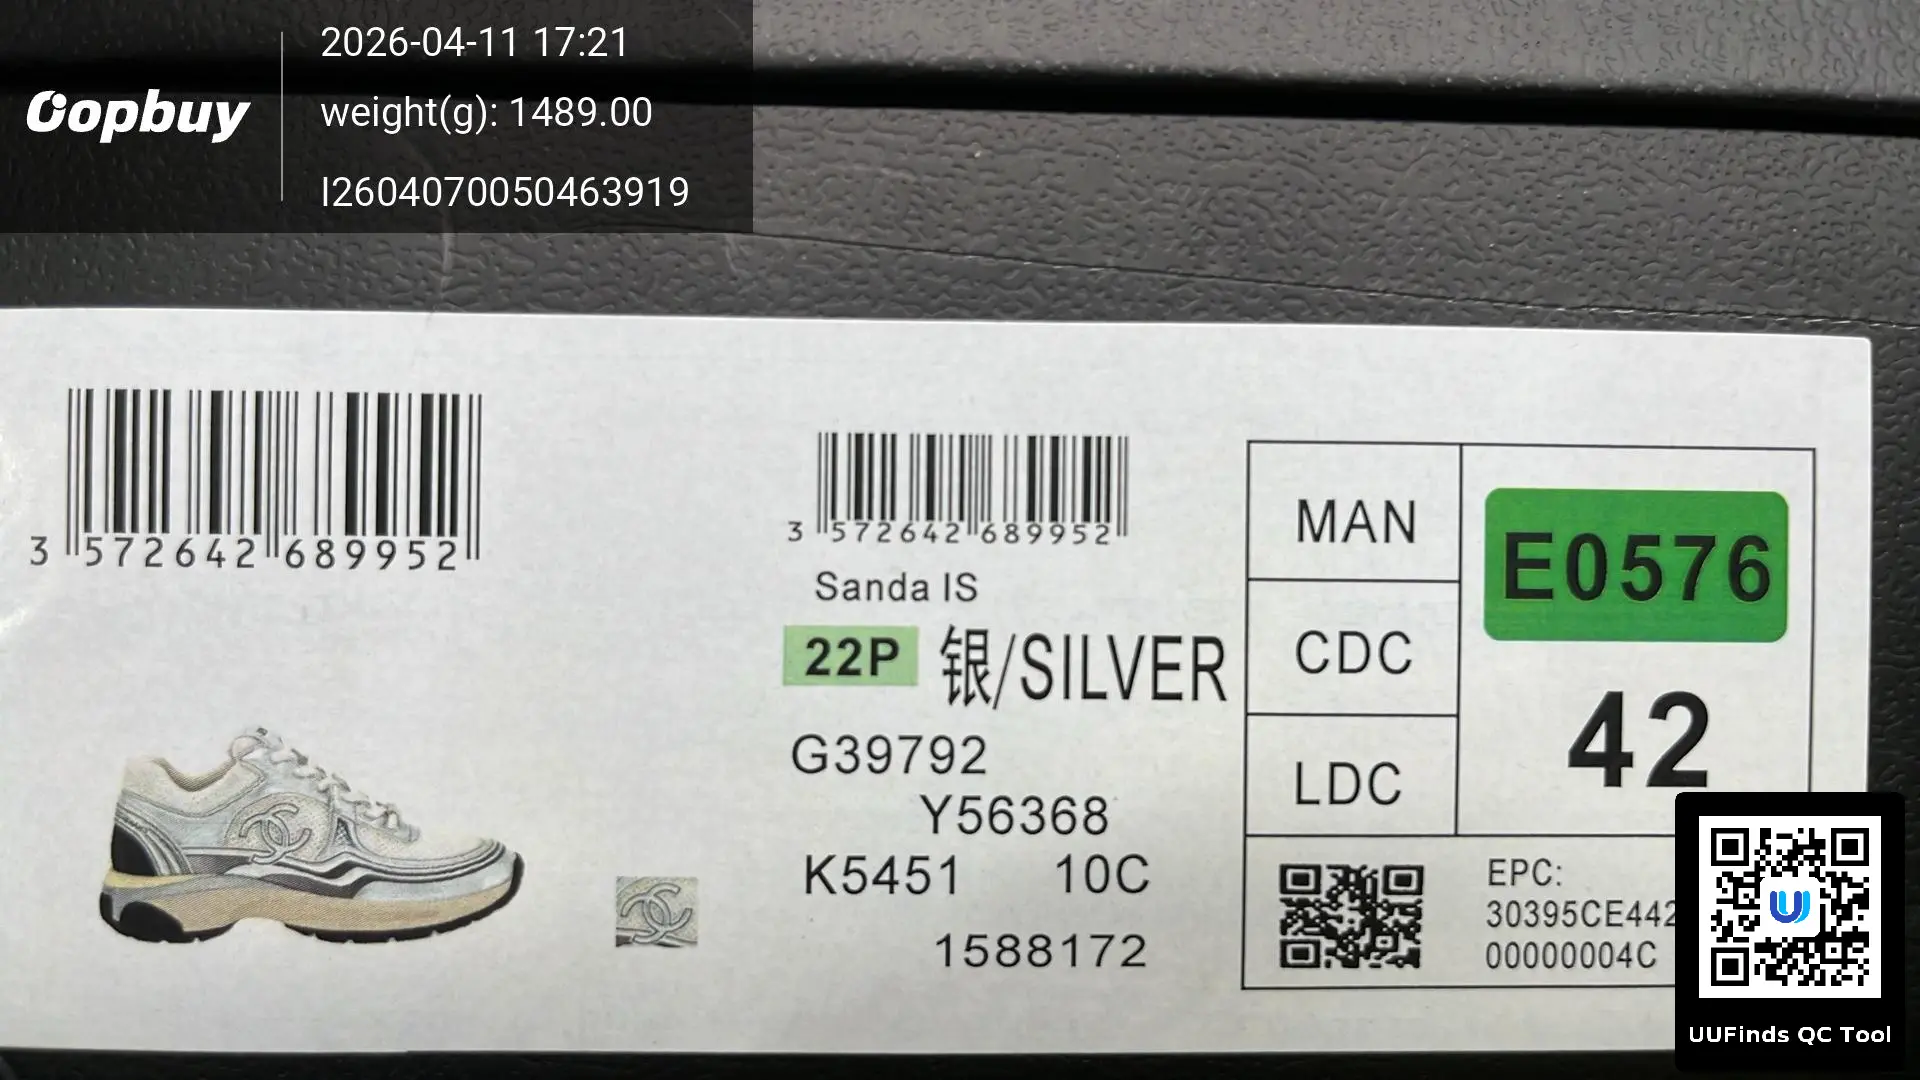 Oopbuy
2026-04-11 17:21
weight(g): 1489.00
I2604070050463919
3 572642 689952
3 572642 689952
Sanda IS
22P 银/SILVER
G39792
Y56368
K5451 10C
1588172
MAN
CDC
LDC
E0576
42
EPC:
30395CE442
00000004C
UUFinds QC Tool